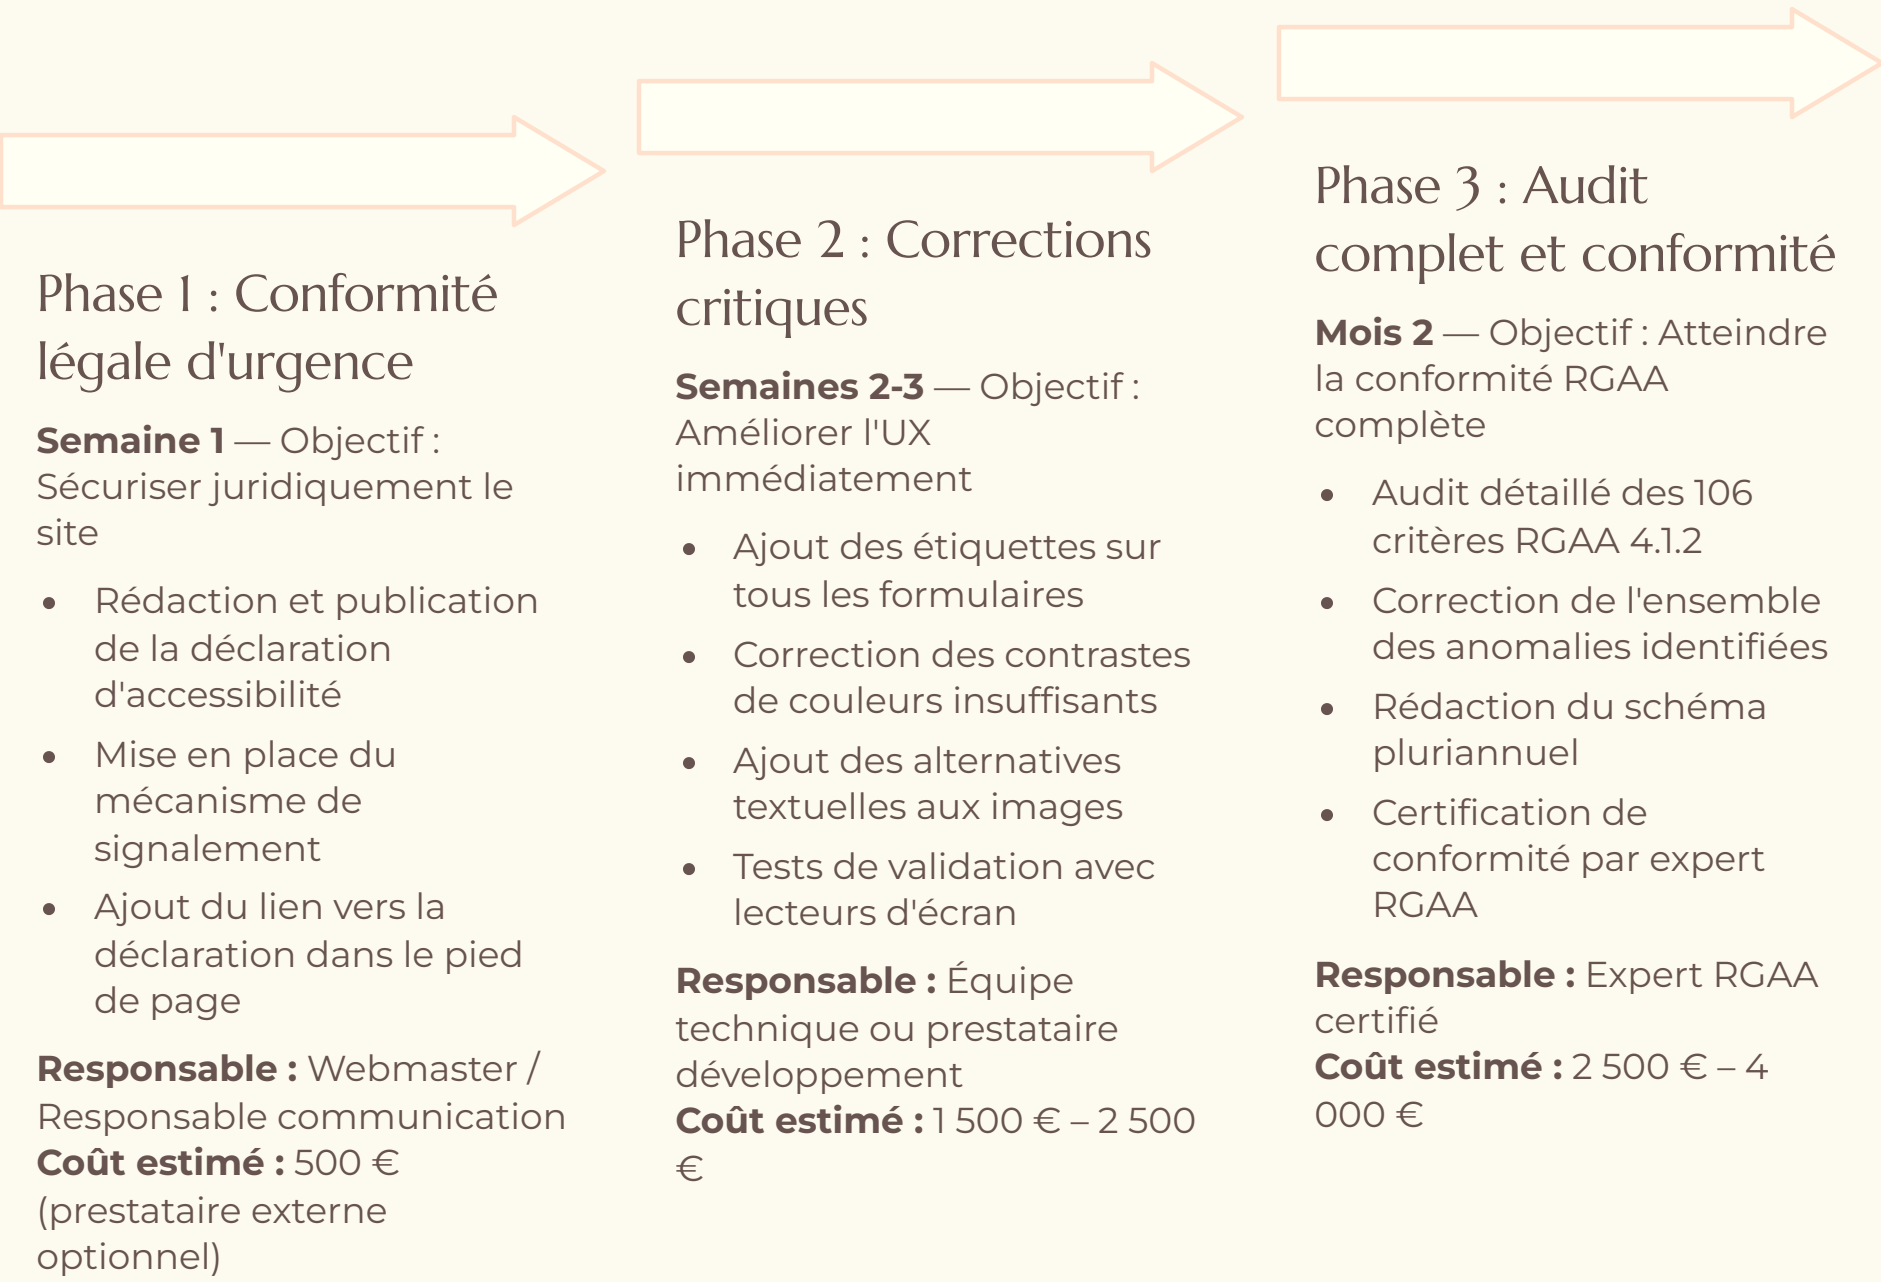 Phase 1 : Conformité
légale d'urgence
Semaine 1 — Objectif :
Sécuriser juridiquement le
site
• Rédaction et publication
de la déclaration
d'accessibilité
• Mise en place du
mécanisme de
signalement
• Ajout du lien vers la
déclaration dans le pied
de page
Responsable : Webmaster /
Responsable communication
Coût estimé : 500 €
(prestataire externe
optionnel)
Phase 2 : Corrections
critiques
Semaines 2-3 — Objectif :
Améliorer l'UX
immédiatement
• Ajout des étiquettes sur
tous les formulaires
• Correction des contrastes
de couleurs insuffisants
• Ajout des alternatives
textuelles aux images
• Tests de validation avec
lecteurs d'écran
Responsable : Équipe
technique ou prestataire
développement
Coût estimé : 1 500 € – 2 500
€
Phase 3 : Audit
complet et conformité
Mois 2 — Objectif : Atteindre
la conformité RGAA
complète
• Audit détaillé des 106
critères RGAA 4.1.2
• Correction de l'ensemble
des anomalies identifiées
• Rédaction du schéma
pluriannuel
• Certification de
conformité par expert
RGAA
Responsable : Expert RGAA
certifié
Coût estimé : 2 500 € – 4
000 €